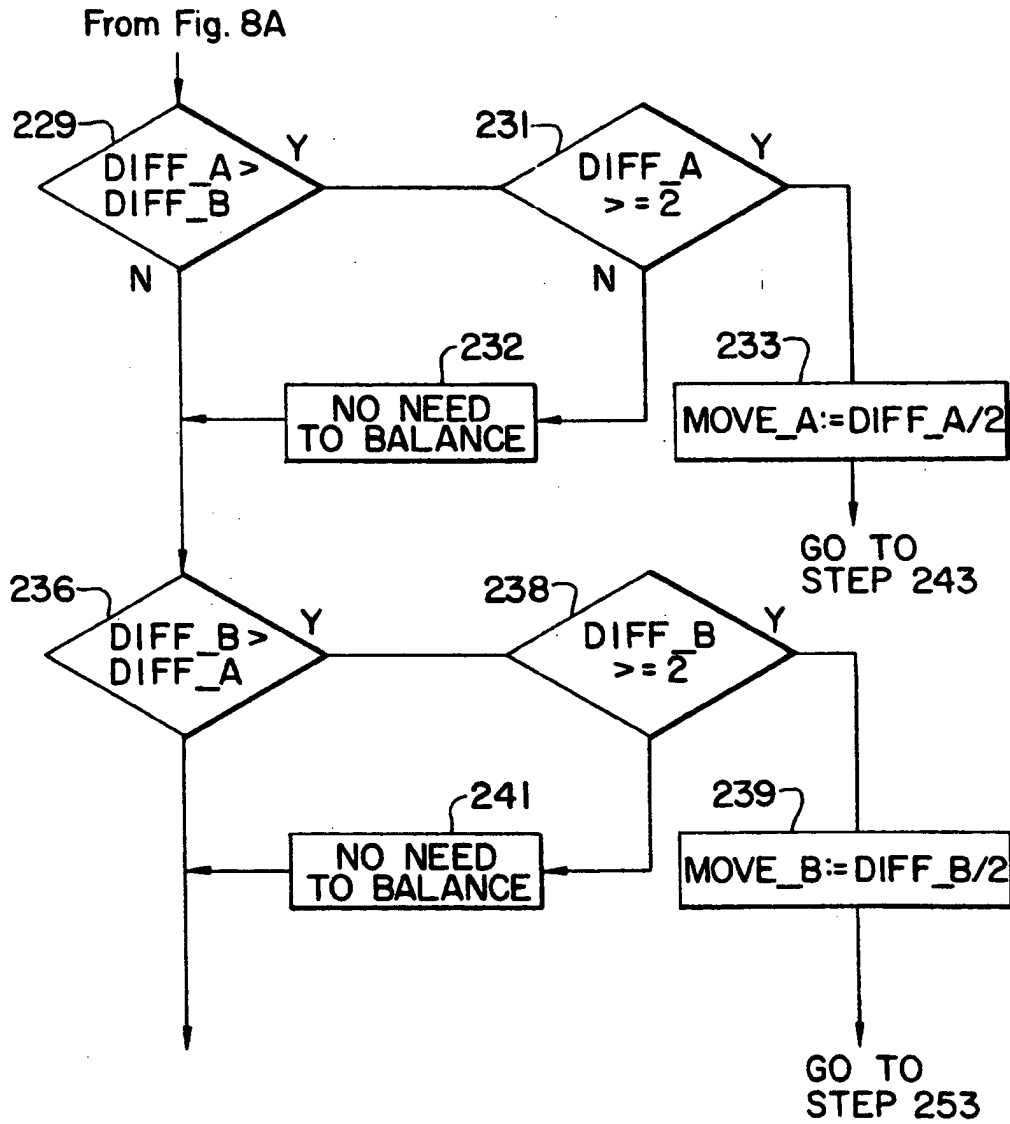 From Fig. 8A
229
DIFF_A >
DIFF_B
Y
N
231
DIFF_A
>=2
Y
N
232
NO NEED
TO BALANCE
233
MOVE_A:=DIFF_A/2
GO TO
STEP 243
236
DIFF_B >
DIFF_A
Y
238
DIFF_B
>=2
Y
241
NO NEED
TO BALANCE
239
MOVE_B:=DIFF_B/2
GO TO
STEP 253